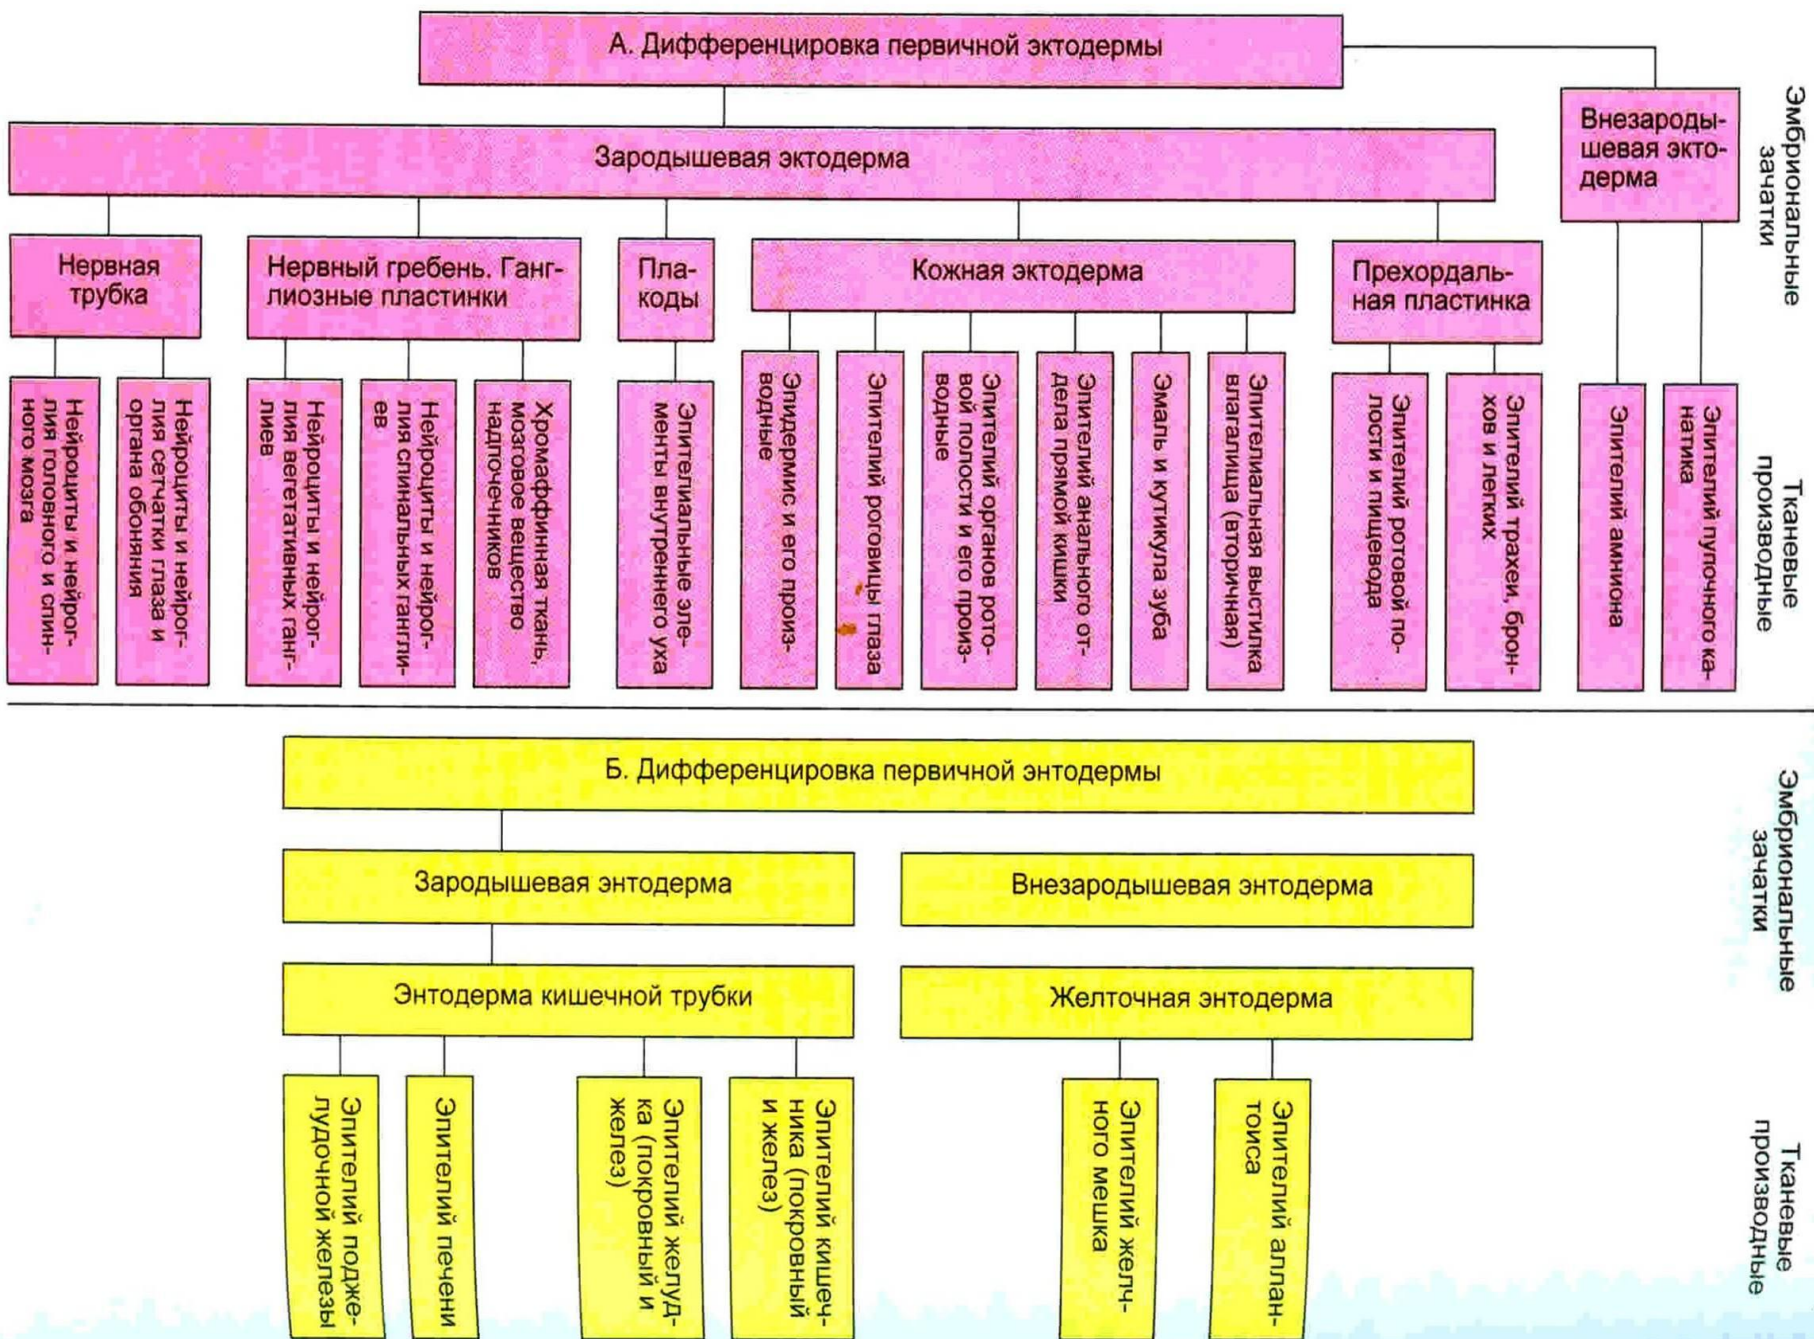 А. Дифференцировка первичной эктодермы
Эмбриональные
зачатки
Зародышевая эктодерма
Внезароды-
шевая экто-
дерма
Нервная
трубка
Нервный гребень. Ганг-
лиозные пластинки
Пла-
коды
Кожная эктодерма
Прехордаль-
ная пластинка
Тканевые
производные
Нейроциты и нейрог-
лия головного и спин-
ного мозга
Нейроциты и нейрог-
лия сетчатки глаза и
органа обоняния
Нейроциты и нейрог-
лия вегетативных ганг-
лиев
Нейроциты и нейрог-
лия спинальных гангли-
ев
Хромаффинная ткань,
мозговое вещество
надпочечников
Эпителиальные эле-
менты внутреннего уха
Эпидермис и его произ-
водные
Эпителий роговицы глаза
Эпителий органов рото-
вой полости и его произ-
водные
Эпителий анального от-
дела прямой кишки
Эмаль и кутикула зуба
Эпителиальная выстилка
влагалища (вторичная)
Эпителий ротовой по-
лости и пищевода
Эпителий трахеи, брон-
хов и легких
Эпителий амниона
Эпителий пупочного ка-
натика
Б. Дифференцировка первичной энтодермы
Эмбриональные
зачатки
Зародышевая энтодерма
Внезародышевая энтодерма
Энтодерма кишечной трубки
Желточная энтодерма
Тканевые
производные
Эпителий поджe-
лудочной железы
Эпителий печени
Эпителий желуд-
ка (покровный и
желез)
Эпителий кишеч-
ника (покровный
и желез)
Эпителий желч-
ного мешка
Эпителий аллан-
тоиса